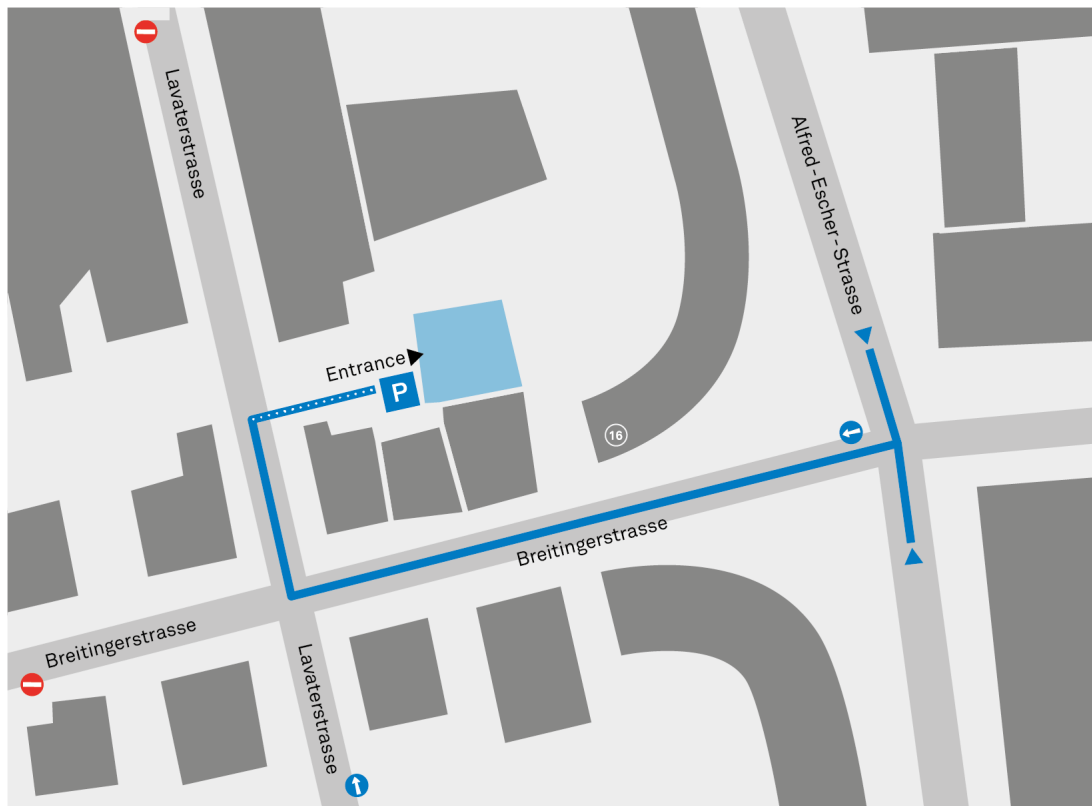 Lavaterstrasse
Alfred-Escher-Strasse
Entrance
P
16
Breitingerstrasse
Breitingerstrasse
Lavaterstrasse